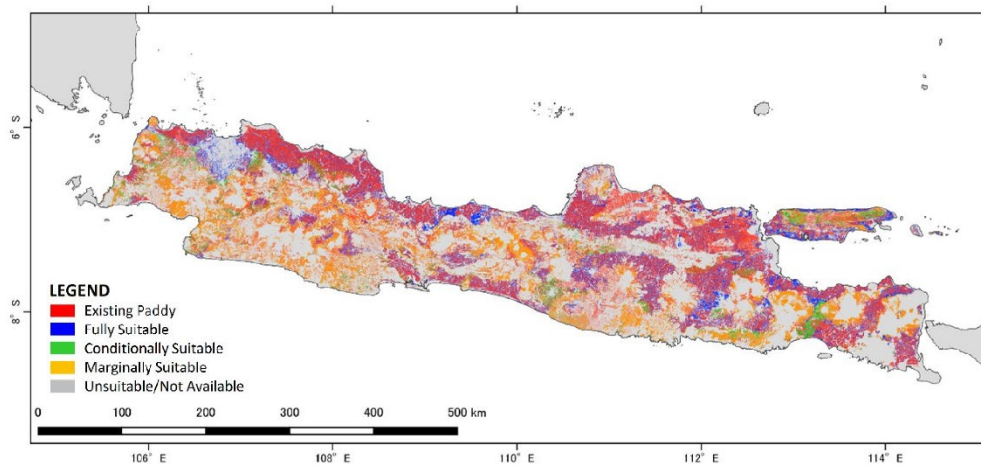 6° S
8° S
LEGEND
Existing Paddy
Fully Suitable
Conditionally Suitable
Marginally Suitable
Unsuitable/Not Available
0 100 200 300 400 500 km
106° E 108° E 110° E 112° E 114° E